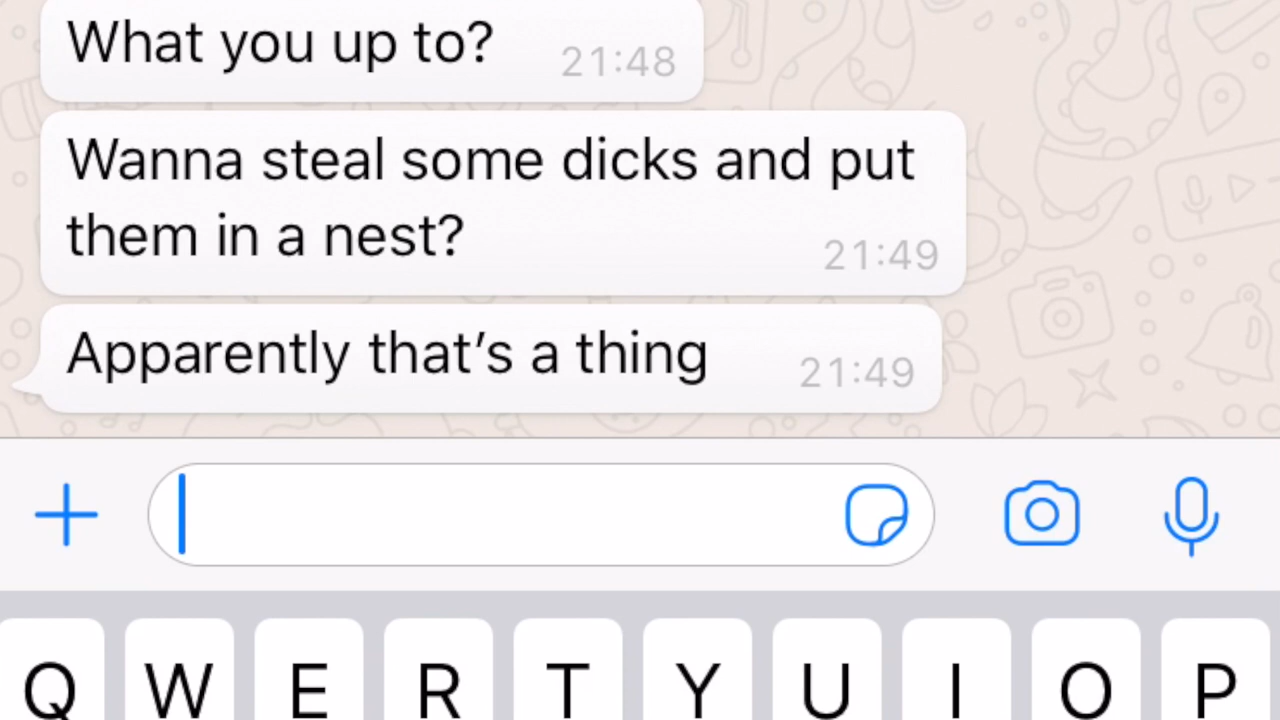 What you up to? 21:48
Wanna steal some dicks and put
them in a nest? 21:49
Apparently that’s a thing 21:49
Q W E R T Y U I O P